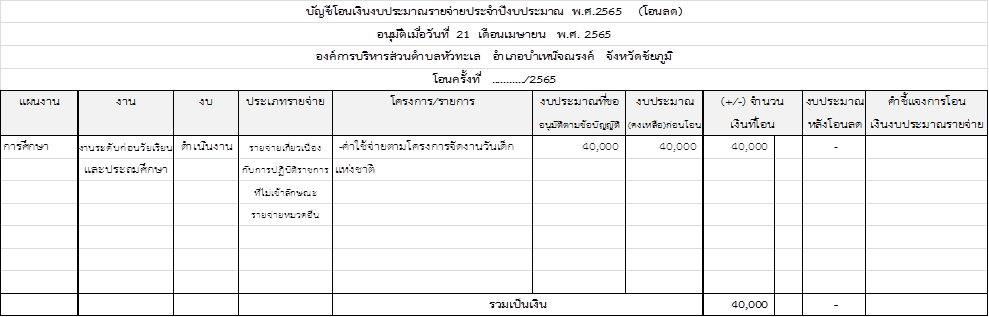 บัญชีโอนเงินงบประมาณรายจ่ายประจำปีงบประมาณ พ.ศ.2565 (โอนลด)
อนุมัติเมื่อวันที่ 21 เดือนเมษายน พ.ศ. 2565
องค์การบริหารส่วนตำบลหัวทะเล อำเภอบำเหน็จณรงค์ จังหวัดชัยภูมิ
โอนครั้งที่ ........../2565
แผนงาน งาน งบ ประเภทรายจ่าย โครงการ/รายการ งบประมาณที่ขอ งบประมาณ (+/-) จำนวน งบประมาณ คำชี้แจงการโอน
อนุมัติตามข้อบัญญัติ (คงเหลือ)ก่อนโอน เงินที่โอน หลังโอนลด เงินงบประมาณรายจ่าย
การศึกษา งานระดับก่อนวัยเรียน ดำเนินงาน รายจ่ายเกี่ยวเนื่อง -ค่าใช้จ่ายตามโครงการจัดงานวันเด็ก 40,000 40,000 40,000 -
และประถมศึกษา กับการปฏิบัติราชการ แห่งชาติ
ที่ไม่เข้าลักษณะ
รายจ่ายหมวดอื่น
รวมเป็นเงิน 40,000 -